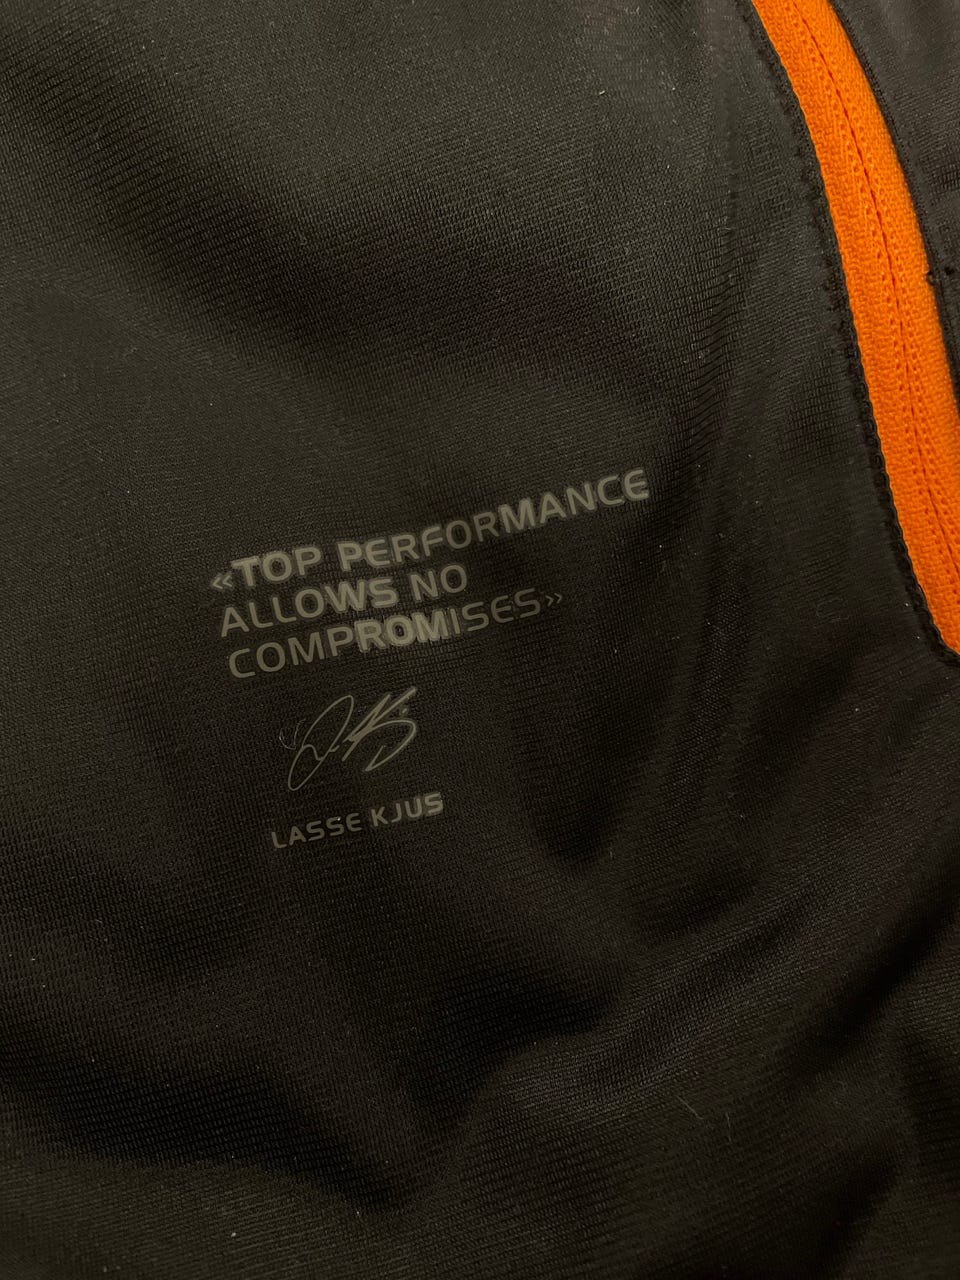 «TOP PERFORMANCE
ALLOWS NO
COMPROMISES»
LASSE KJUS